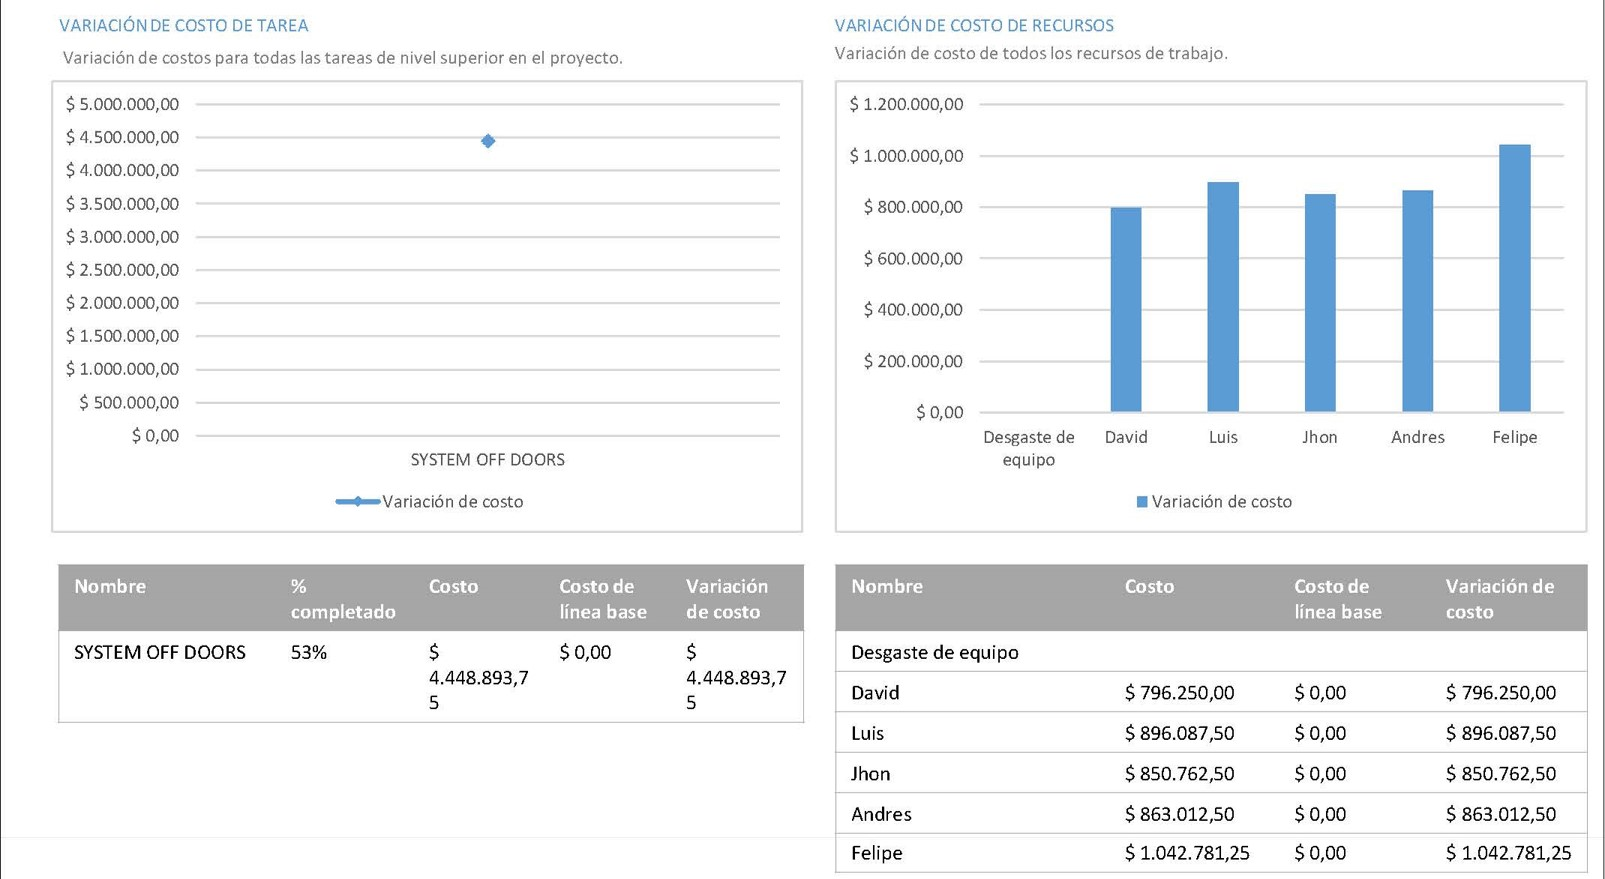 VARIACIÓN DE COSTO DE TAREA
Variación de costos para todas las tareas de nivel superior en el proyecto.
$ 5.000.000,00
$ 4.500.000,00
$ 4.000.000,00
$ 3.500.000,00
$ 3.000.000,00
$ 2.500.000,00
$ 2.000.000,00
$ 1.500.000,00
$ 1.000.000,00
$ 500.000,00
$ 0,00
SYSTEM OFF DOORS
Variación de costo
Nombre % completado Costo Costo de línea base Variación de costo
SYSTEM OFF DOORS 53% $ 4.448.893,75 $ 0,00 $ 4.448.893,75
VARIACIÓN DE COSTO DE RECURSOS
Variación de costo de todos los recursos de trabajo.
$ 1.200.000,00
$ 1.000.000,00
$ 800.000,00
$ 600.000,00
$ 400.000,00
$ 200.000,00
$ 0,00
Desgaste de equipo David Luis Jhon Andres Felipe
Variación de costo
Nombre Costo Costo de línea base Variación de costo
Desgaste de equipo
David $ 796.250,00 $ 0,00 $ 796.250,00
Luis $ 896.087,50 $ 0,00 $ 896.087,50
Jhon $ 850.762,50 $ 0,00 $ 850.762,50
Andres $ 863.012,50 $ 0,00 $ 863.012,50
Felipe $ 1.042.781,25 $ 0,00 $ 1.042.781,25